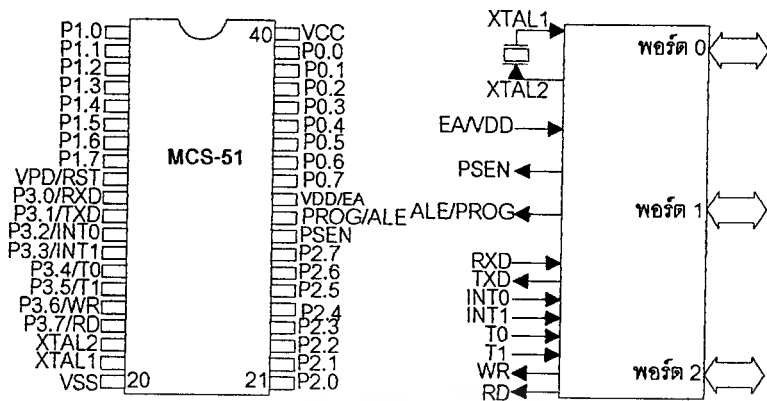 P1.0
P1.1
P1.2
P1.3
P1.4
P1.5
P1.6
P1.7
VPD/RST
P3.0/RXD
P3.1/TXD
P3.2/INT0
P3.3/INT1
P3.4/T0
P3.5/T1
P3.6/WR
P3.7/RD
XTAL2
XTAL1
VSS
MCS-51
40
20
21
VCC
P0.0
P0.1
P0.2
P0.3
P0.4
P0.5
P0.6
P0.7
VDD/EA
PROG/ALE
PSEN
P2.7
P2.6
P2.5
P2.4
P2.3
P2.2
P2.1
P2.0
XTAL1
XTAL2
EA/VDD
PSEN
ALE/PROG
RXD
TXD
INT0
INT1
T0
T1
WR
RD
พอร์ต 0
พอร์ต 1
พอร์ต 2